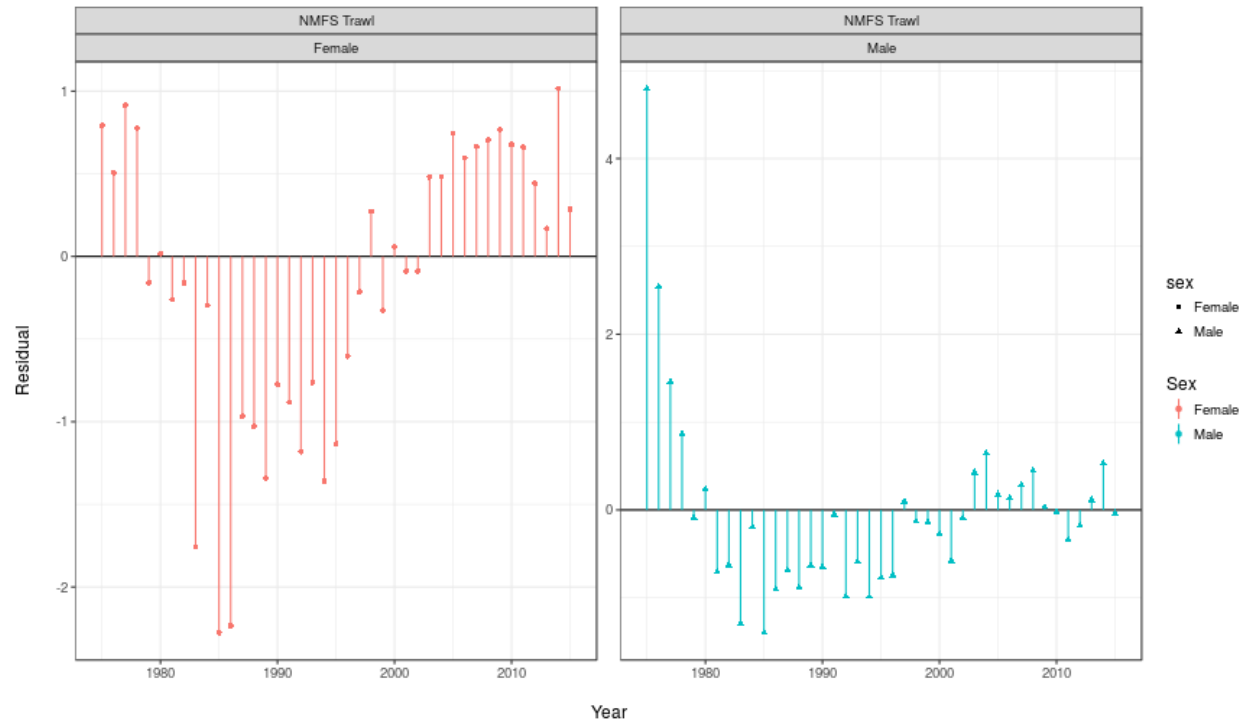 NMFS Trawl
Female
NMFS Trawl
Male
Residual
1
0
-1
-2
4
2
0
1980
1990
2000
2010
1980
1990
2000
2010
Year
sex
Female
Male
Sex
Female
Male